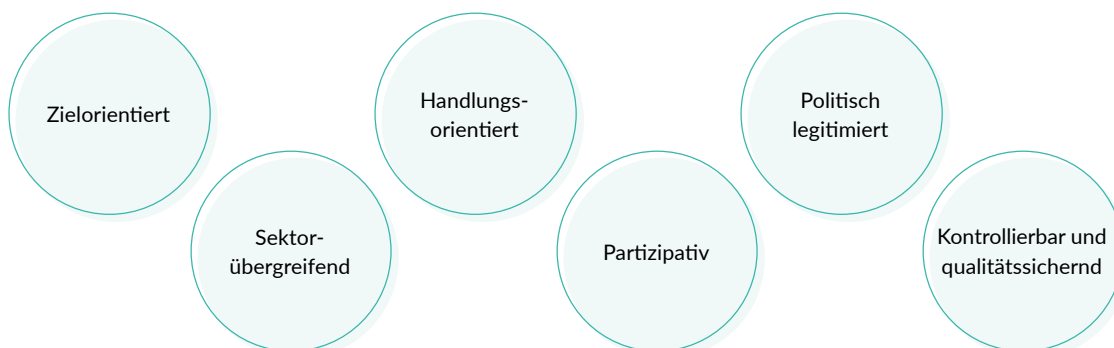 Zielorientiert
Sektor-
übergreifend
Handlungs-
orientiert
Partizipativ
Politisch
legitimiert
Kontrollierbar und
qualitätssichernd